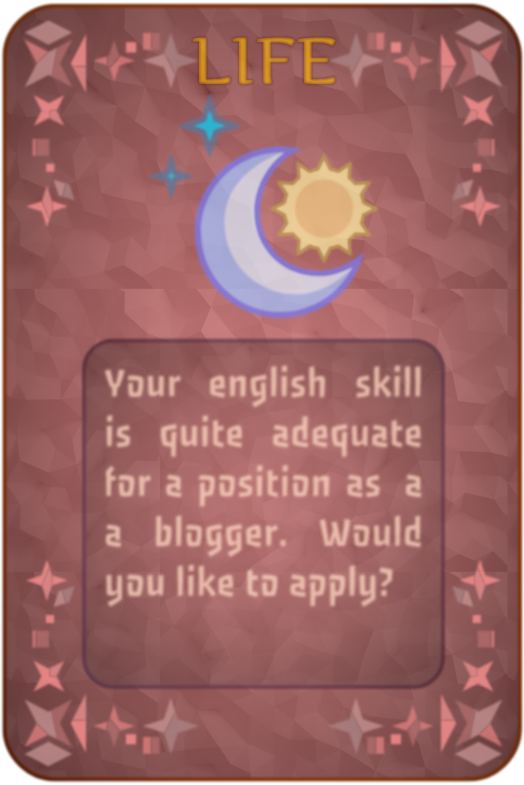 LIFE
Your english skill
is quite adequate
for a position as a
a blogger. Would
you like to apply?